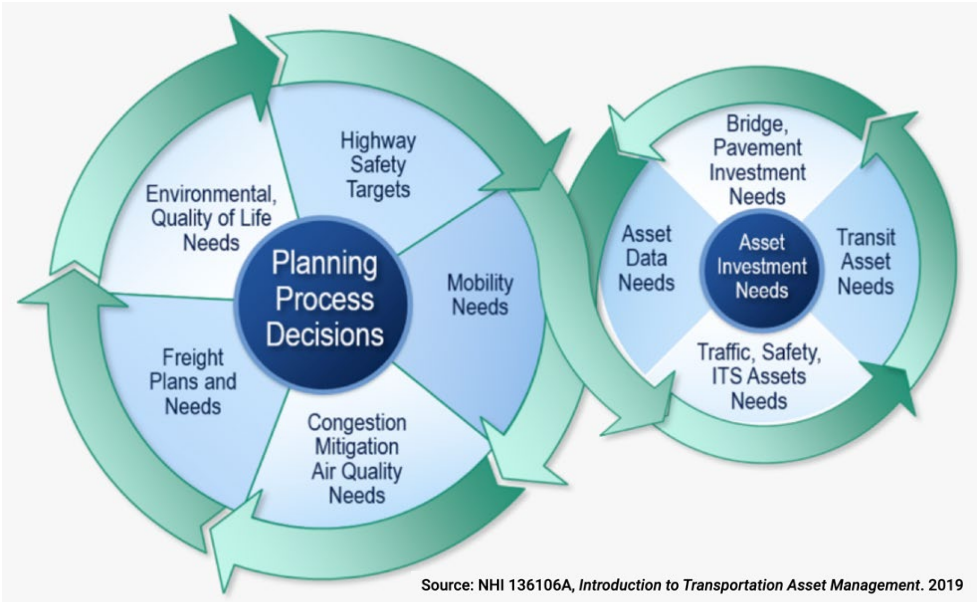 Planning
Process
Decisions
Highway
Safety
Targets
Mobility
Needs
Congestion
Mitigation
Air Quality
Needs
Freight
Plans and
Needs
Environmental,
Quality of Life
Needs
Asset
Investment
Needs
Bridge,
Pavement
Investment
Needs
Transit
Asset
Needs
Traffic, Safety,
ITS Assets
Needs
Asset
Data
Needs
Source: NHI 136106A, Introduction to Transportation Asset Management. 2019